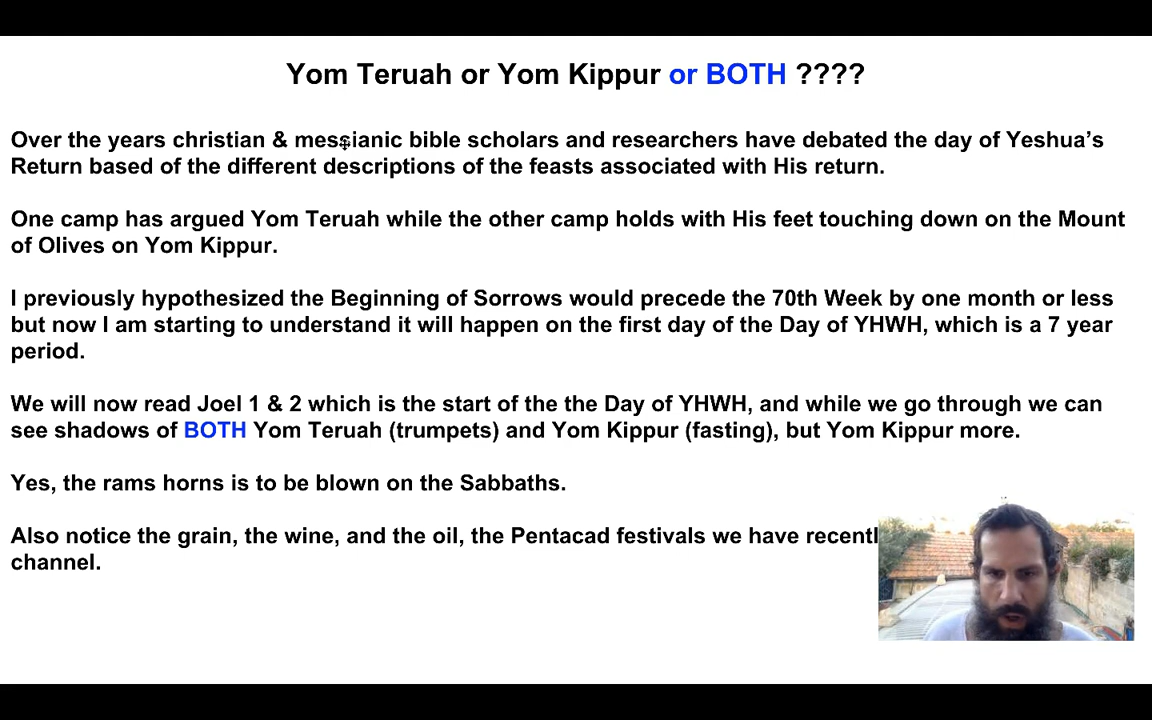 Yom Teruah or Yom Kippur or BOTH ????
Over the years christian & messianic bible scholars and researchers have debated the day of Yeshua’s
Return based of the different descriptions of the feasts associated with His return.
One camp has argued Yom Teruah while the other camp holds with His feet touching down on the Mount
of Olives on Yom Kippur.
I previously hypothesized the Beginning of Sorrows would precede the 70th Week by one month or less
but now I am starting to understand it will happen on the first day of the Day of YHWH, which is a 7 year
period.
We will now read Joel 1 & 2 which is the start of the the Day of YHWH, and while we go through we can
see shadows of BOTH Yom Teruah (trumpets) and Yom Kippur (fasting), but Yom Kippur more.
Yes, the rams horns is to be blown on the Sabbaths.
Also notice the grain, the wine, and the oil, the Pentacad festivals we have
channel.